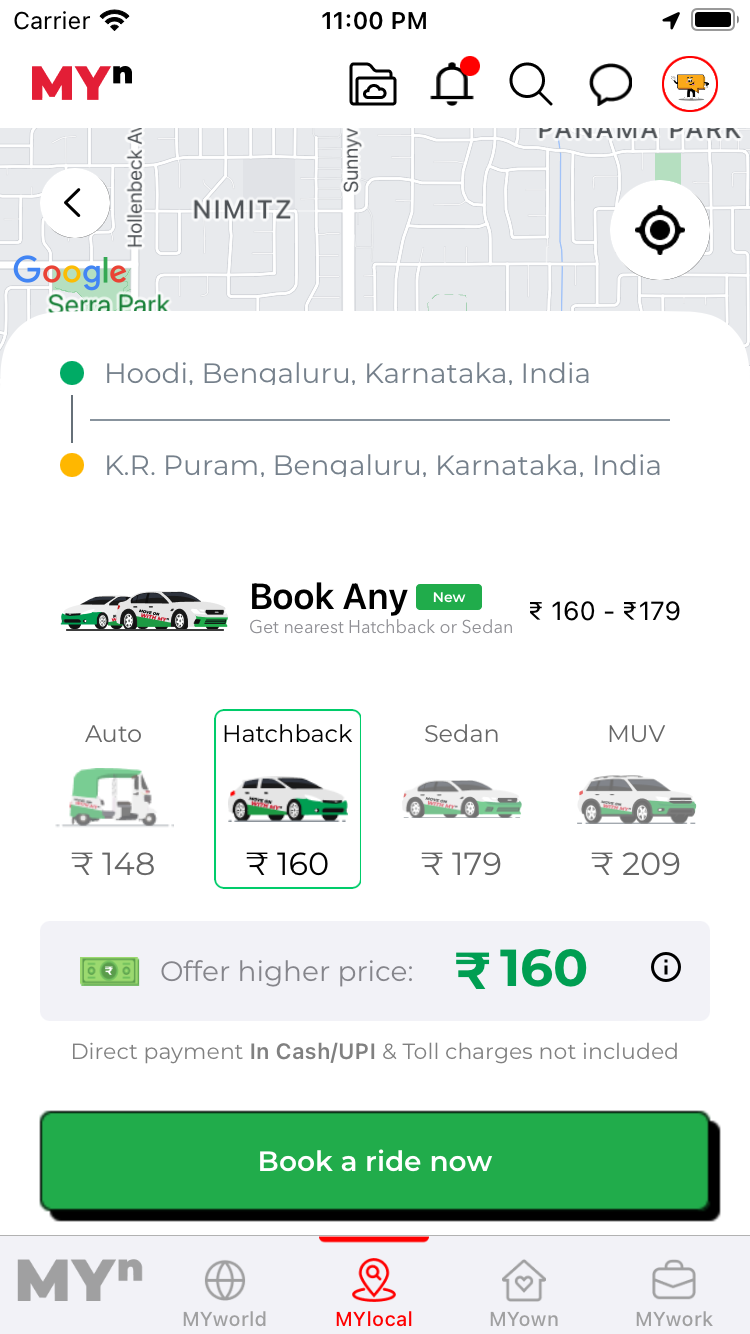 Carrier
11:00 PM
MYn
PANAMA PARK
Hollenbeck A
Sunnyv
NIMITZ
Google
Serra Park
Hoodi, Bengaluru, Karnataka, India
K.R. Puram, Bengaluru, Karnataka, India
Book Any New
₹ 160 - ₹179
Get nearest Hatchback or Sedan
Auto Hatchback Sedan MUV
₹ 148 ₹ 160 ₹ 179 ₹ 209
Offer higher price: ₹ 160
Direct payment In Cash/UPI & Toll charges not included
Book a ride now
MYn
MYworld MYlocal MYown MYwork